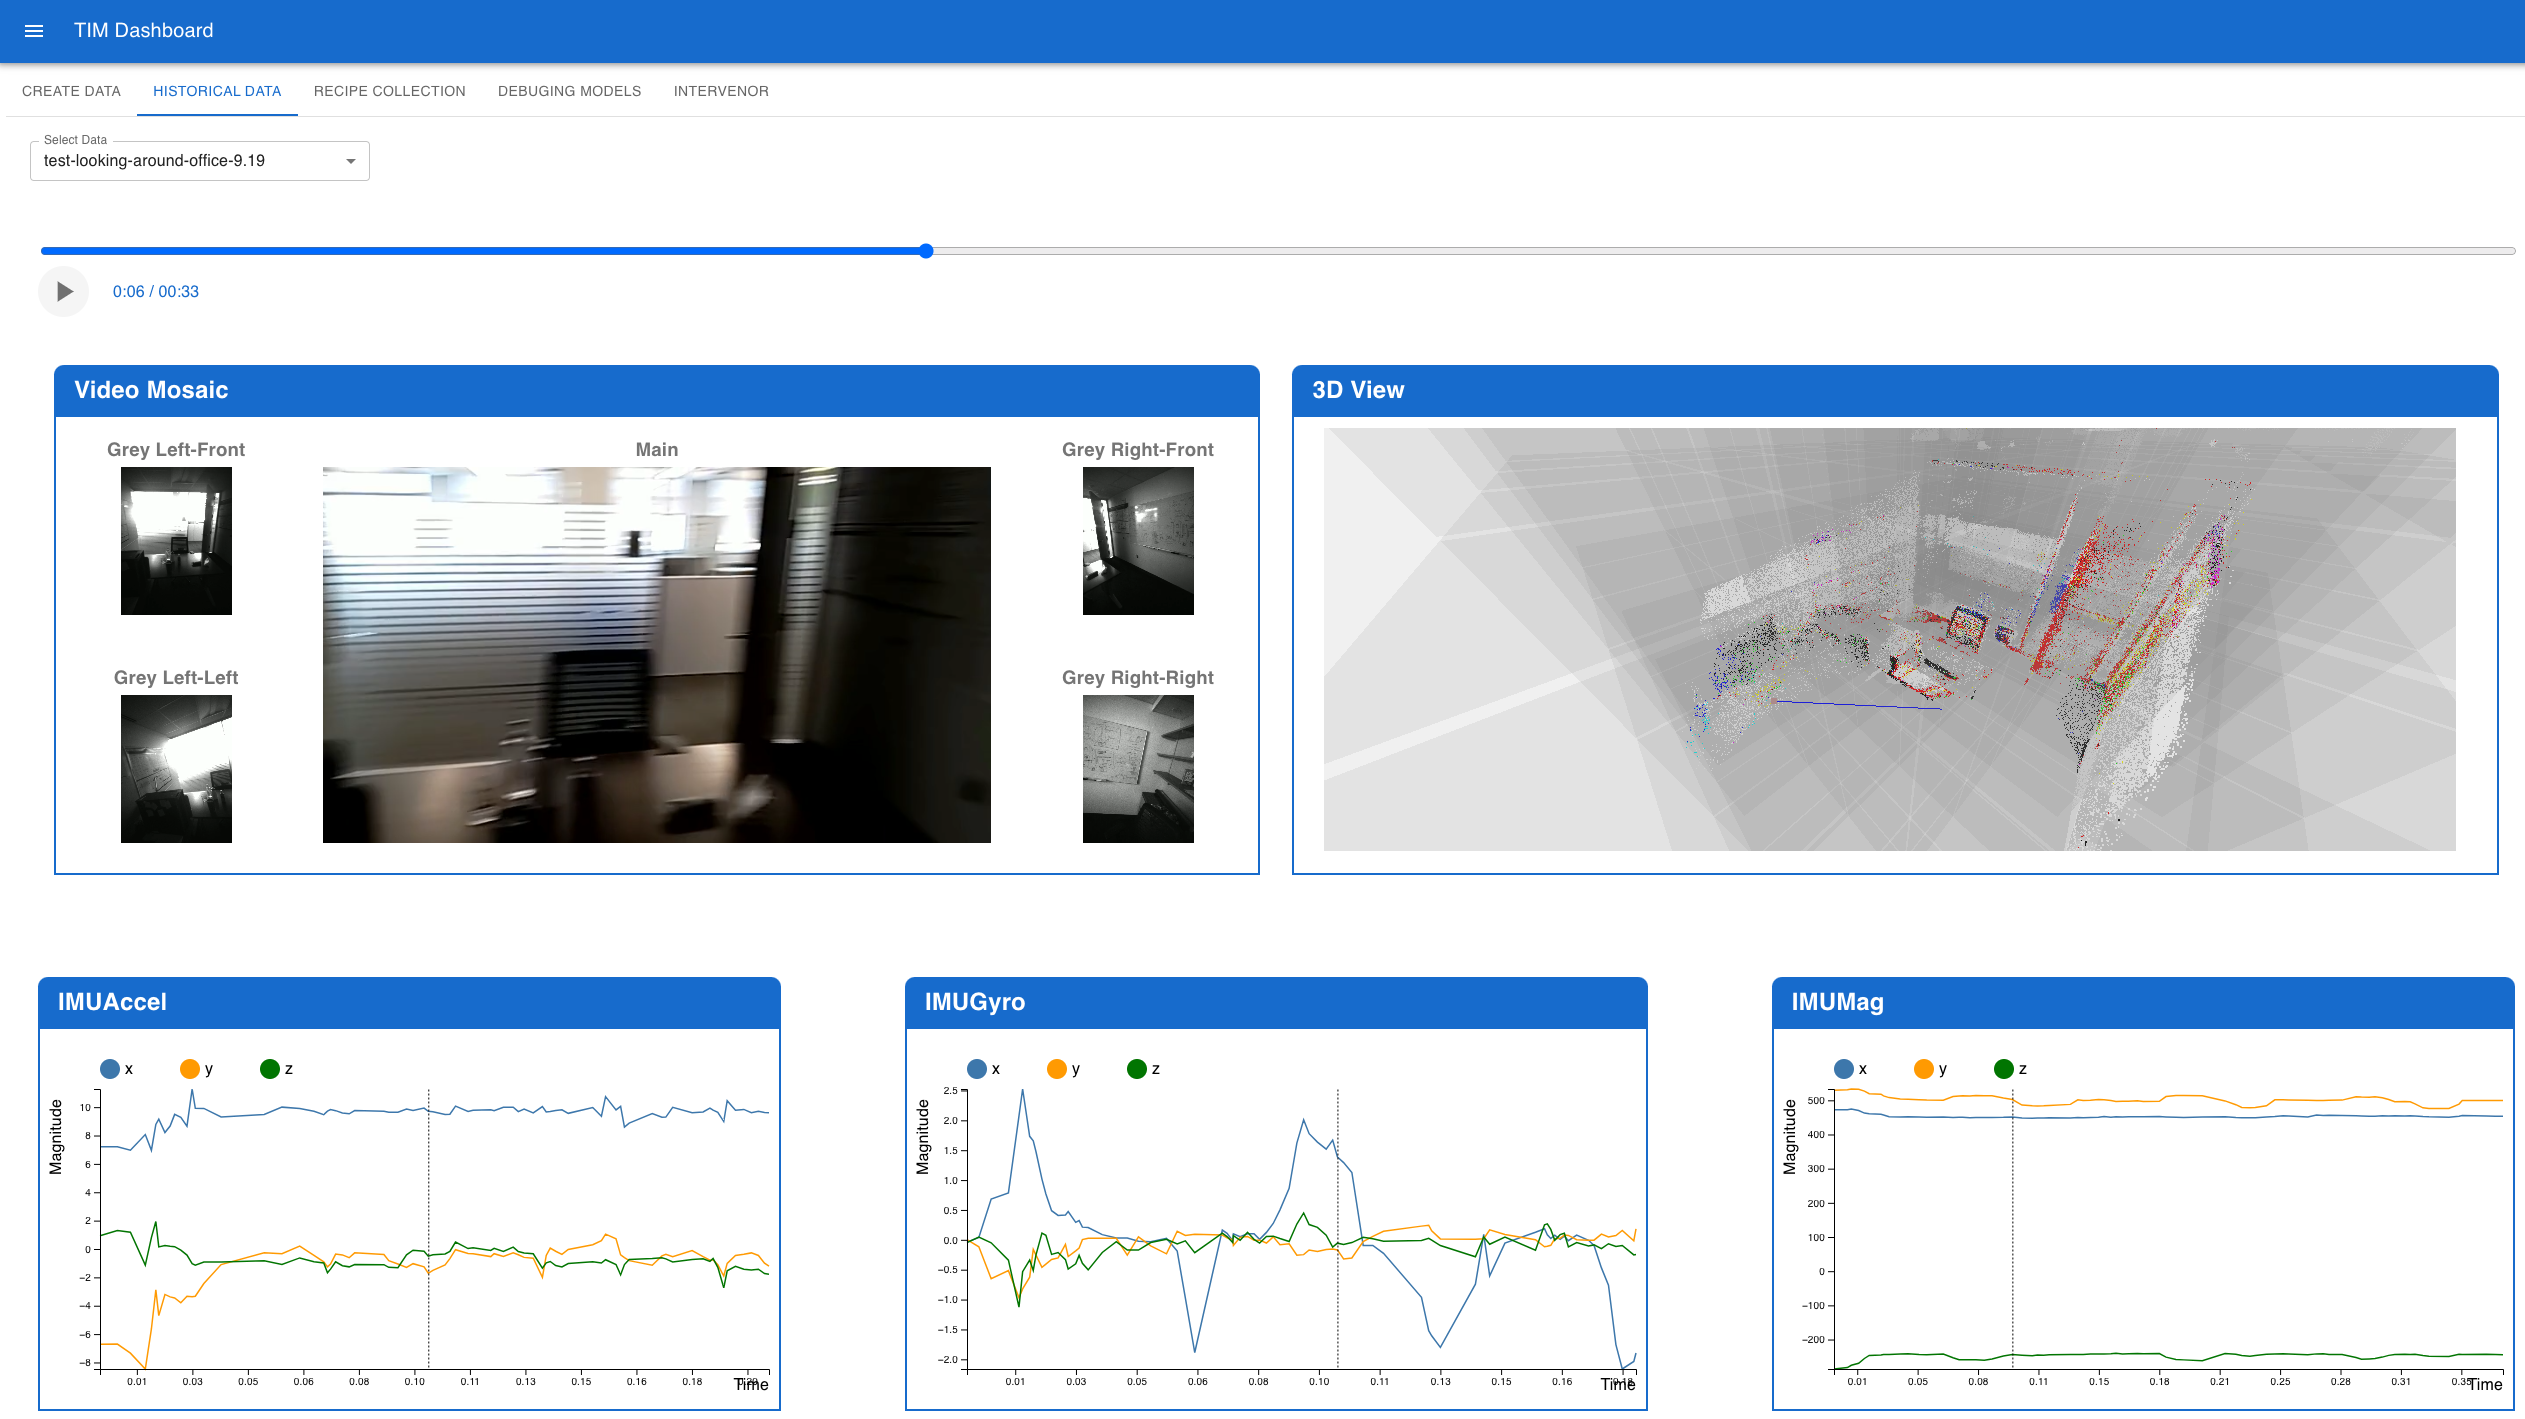 TIM Dashboard
CREATE DATA HISTORICAL DATA RECIPE COLLECTION DEBUGING MODELS INTERVENOR
Select Data
test-looking-around-office-9.19
0:06 / 00:33
Video Mosaic
Grey Left-Front
Main
Grey Right-Front
Grey Left-Left
Grey Right-Right
3D View
IMUAccel
x y z
Magnitude
10
8
6
4
2
0
−2
−4
−6
−8
0.01 0.03 0.05 0.06 0.08 0.10 0.11 0.13 0.15 0.16 0.18 0.20
Time
IMUGyro
x y z
Magnitude
2.5
2.0
1.5
1.0
0.5
0.0
−0.5
−1.0
−1.5
−2.0
0.01 0.03 0.05 0.06 0.08 0.10 0.11 0.13 0.15 0.16 0.18
Time
IMUMag
x y z
Magnitude
500
400
300
200
100
0
−100
−200
0.01 0.05 0.08 0.11 0.15 0.18 0.21 0.25 0.28 0.31 0.35
Time